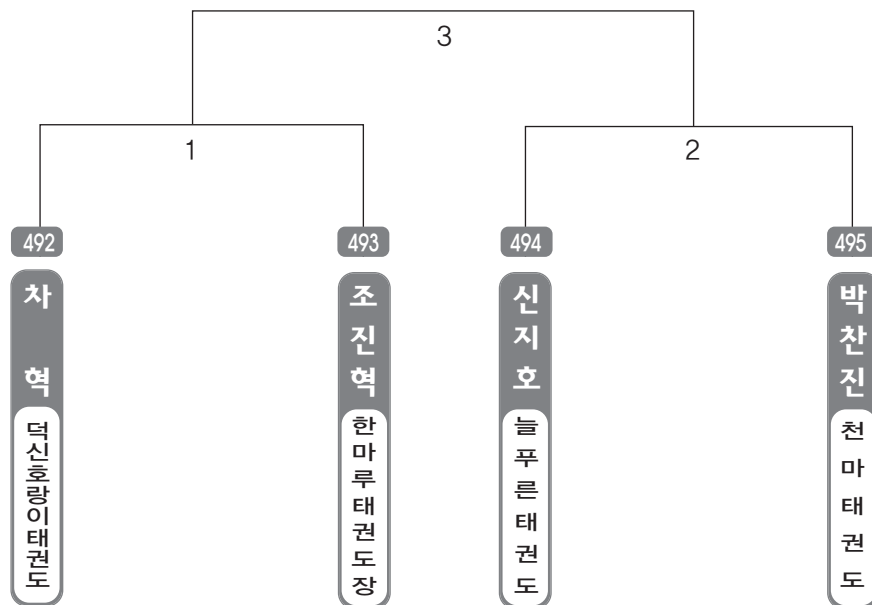 3
1
2
492
493
494
495
차 혁
조진혁
신지호
박찬진
덕신호랑이태권도
한마루태권도장
늘푸른태권도
천마태권도